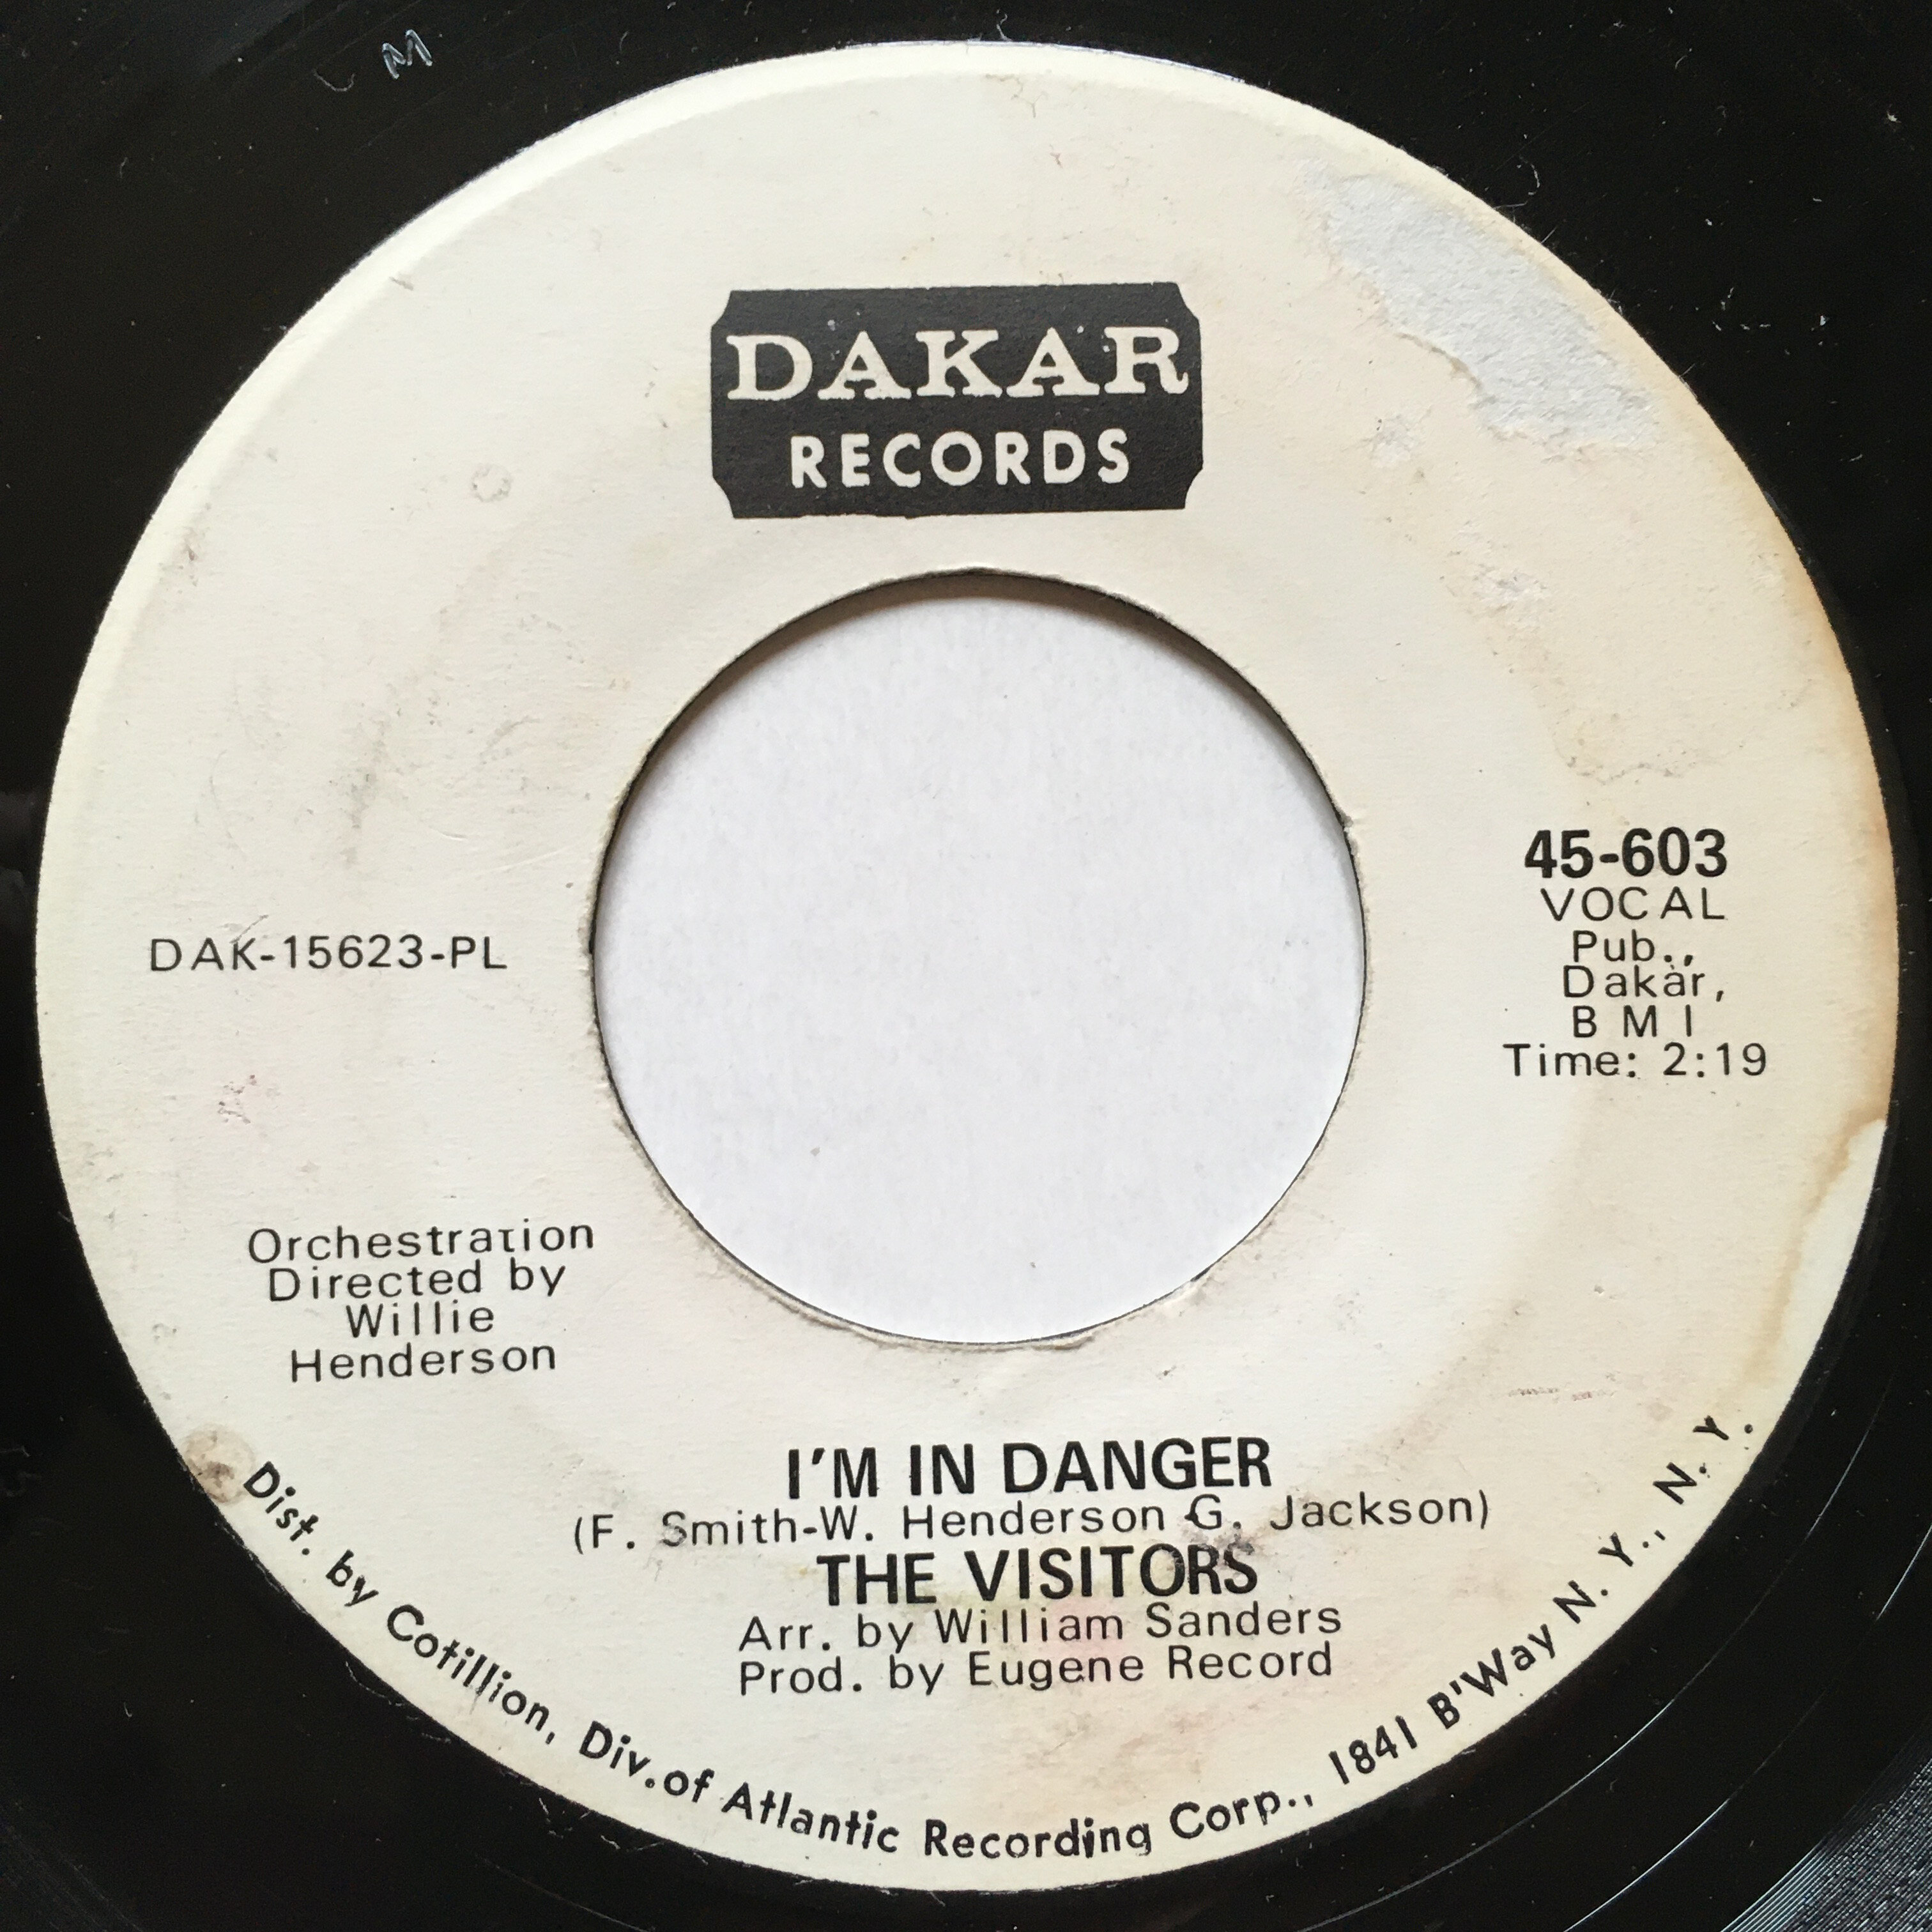 M
DAKAR
RECORDS
45-603
VOCAL
Pub.,
Dakar,
B M I
Time: 2:19
DAK-15623-PL
Orchestration
Directed by
Willie
Henderson
I'M IN DANGER
(F. Smith-W. Henderson G. Jackson)
THE VISITORS
Arr. by William Sanders
Prod. by Eugene Record
Dist. by Cotillion, Div. of Atlantic Recording Corp., 1841 B'Way N. Y., N. Y.